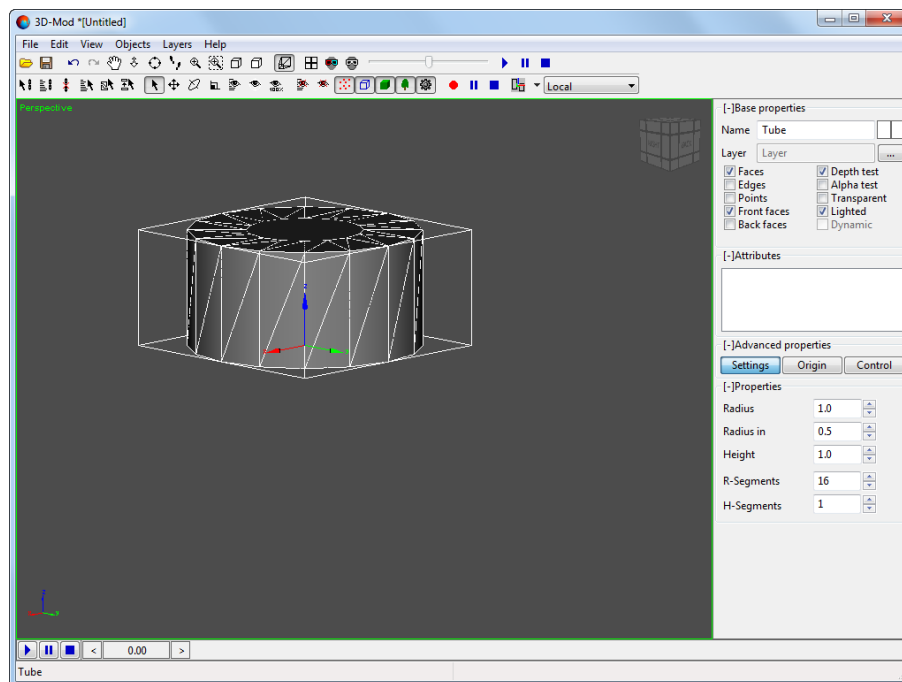 3D-Mod *[Untitled]
File Edit View Objects Layers Help
Local
Perspective
[-]Base properties
Name Tube
Layer Layer ...
Faces Depth test
Edges Alpha test
Points Transparent
Front faces Lighted
Back faces Dynamic
[-]Attributes
[-]Advanced properties
Settings Origin Control
[-]Properties
Radius 1.0
Radius in 0.5
Height 1.0
R-Segments 16
H-Segments 1
z
< 0.00 >
Tube